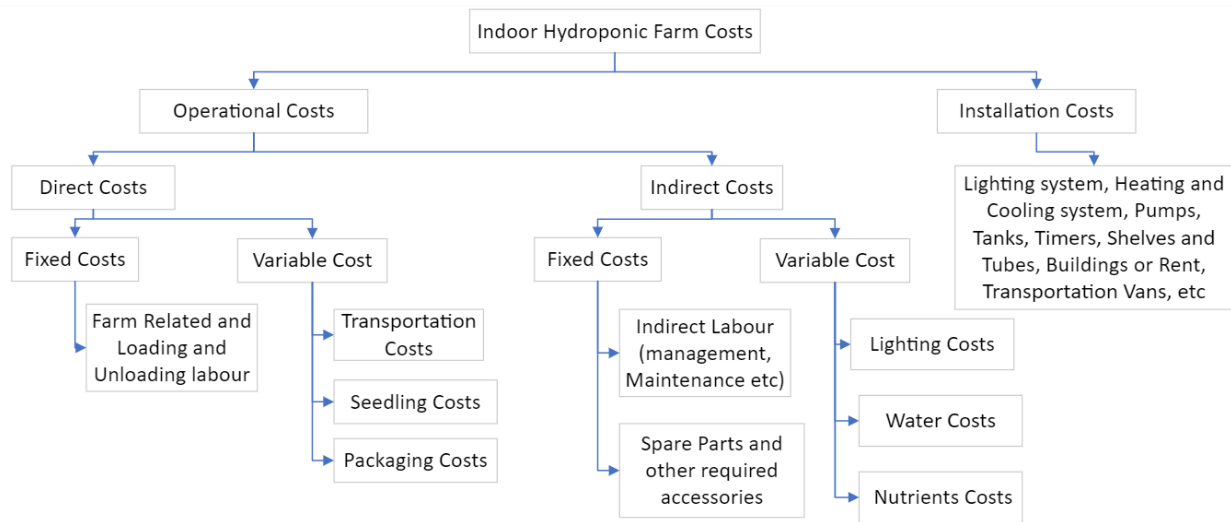 Indoor Hydroponic Farm Costs
Operational Costs
Installation Costs
Direct Costs
Indirect Costs
Lighting system, Heating and
Cooling system, Pumps,
Tanks, Timers, Shelves and
Tubes, Buildings or Rent,
Transportation Vans, etc
Fixed Costs
Variable Cost
Fixed Costs
Variable Cost
Farm Related and
Loading and
Unloading labour
Transportation
Costs
Seedling Costs
Packaging Costs
Indirect Labour
(management,
Maintenance etc)
Spare Parts and
other required
accessories
Lighting Costs
Water Costs
Nutrients Costs